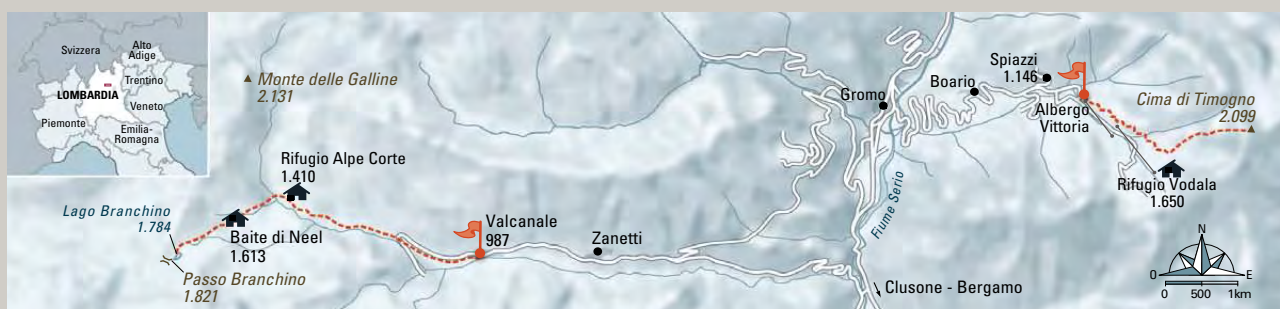 Svizzera
Alto
Adige
Trentino
LOMBARDIA
Veneto
Piemonte
Emilia-
Romagna
Monte delle Galline
2.131
Rifugio Alpe Corte
1.410
Lago Branchino
1.784
Baite di Neel
1.613
Passo Branchino
1.821
Valcanale
987
Zanetti
Gromo
Boario
Spiazzi
1.146
Albergo
Vittoria
Cima di Timogno
2.099
Rifugio Vodala
1.650
Fiume Serio
Clusone - Bergamo
N
O
E
0 500 1km